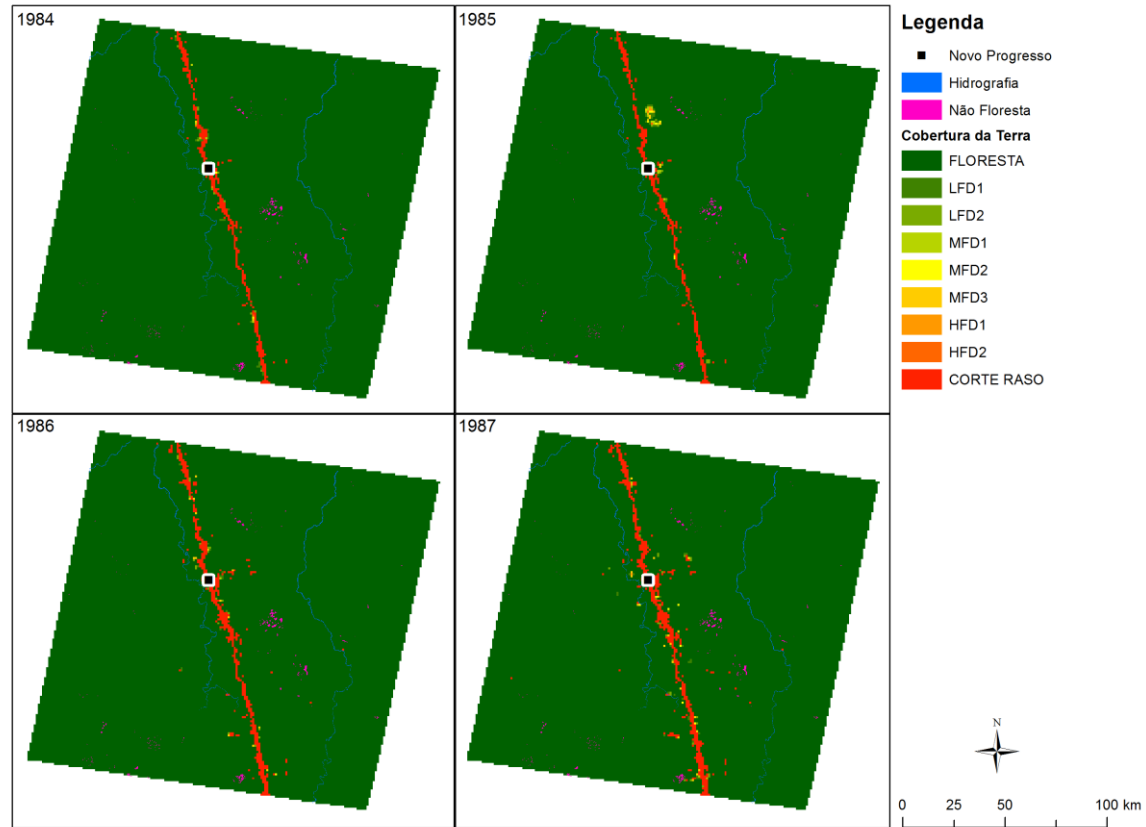 1984
1985
1986
1987
Legenda
Novo Progresso
Hidrografia
Não Floresta
Cobertura da Terra
FLORESTA
LFD1
LFD2
MFD1
MFD2
MFD3
HFD1
HFD2
CORTE RASO
N
0 25 50 100 km